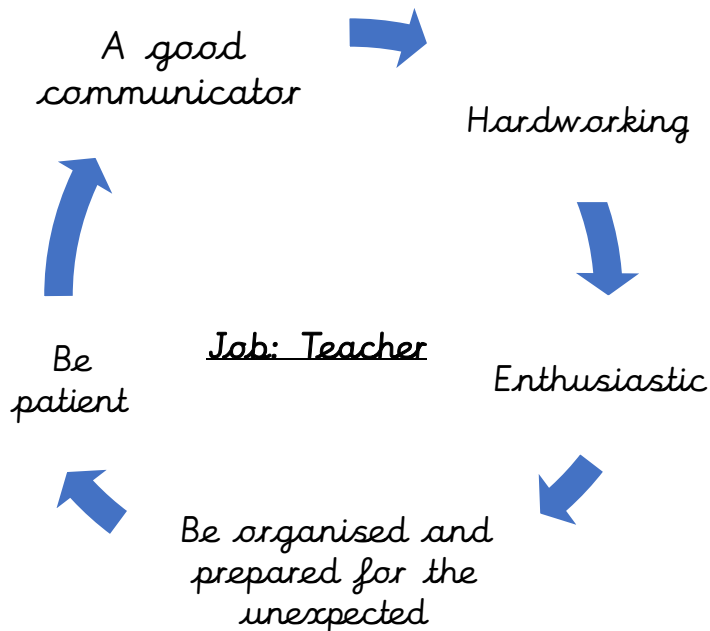 A good
communicator
Hardworking
Enthusiastic
Be organised and
prepared for the
unexpected
Be
patient
Job: Teacher